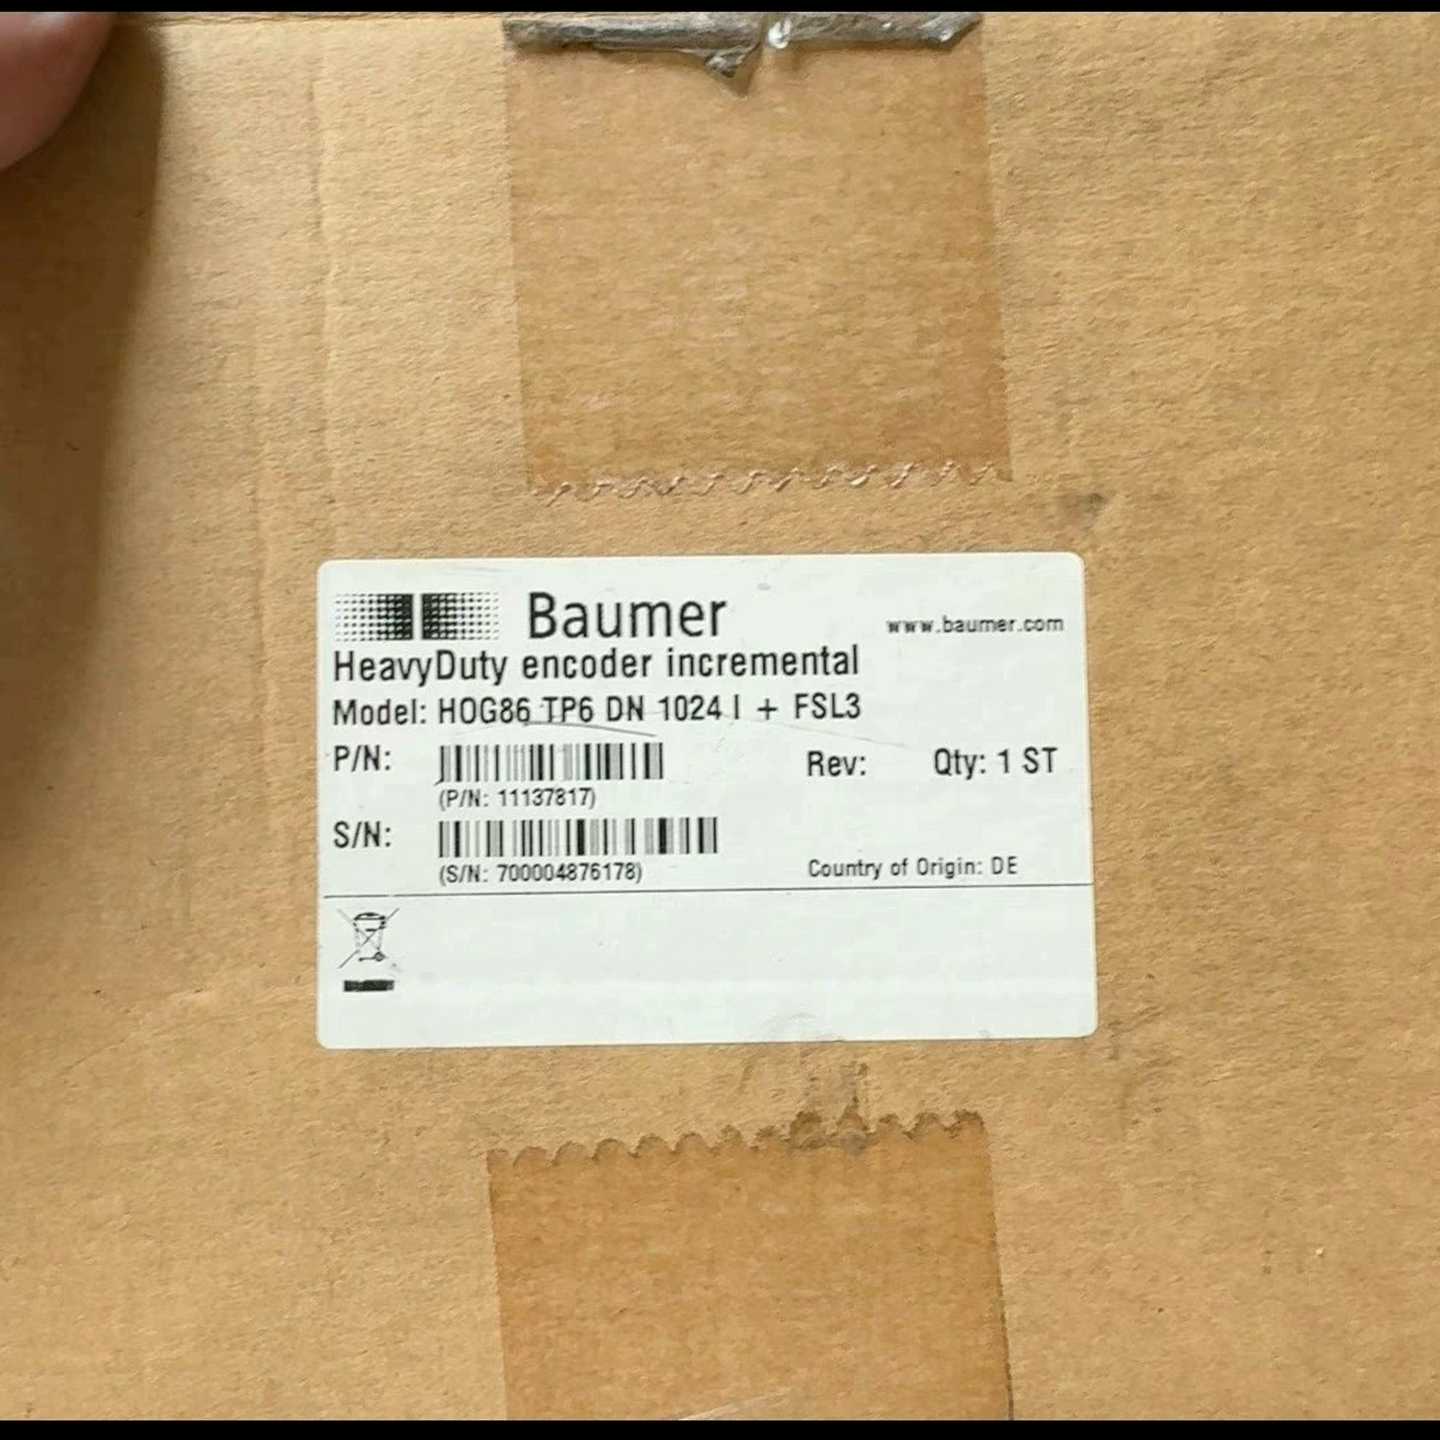 Baumer
www.baumer.com
HeavyDuty encoder incremental
Model: HOG86 TP6 DN 1024 I + FSL3
P/N:
Rev:
Qty: 1 ST
(P/N: 11137817)
S/N:
(S/N: 700004876178)
Country of Origin: DE